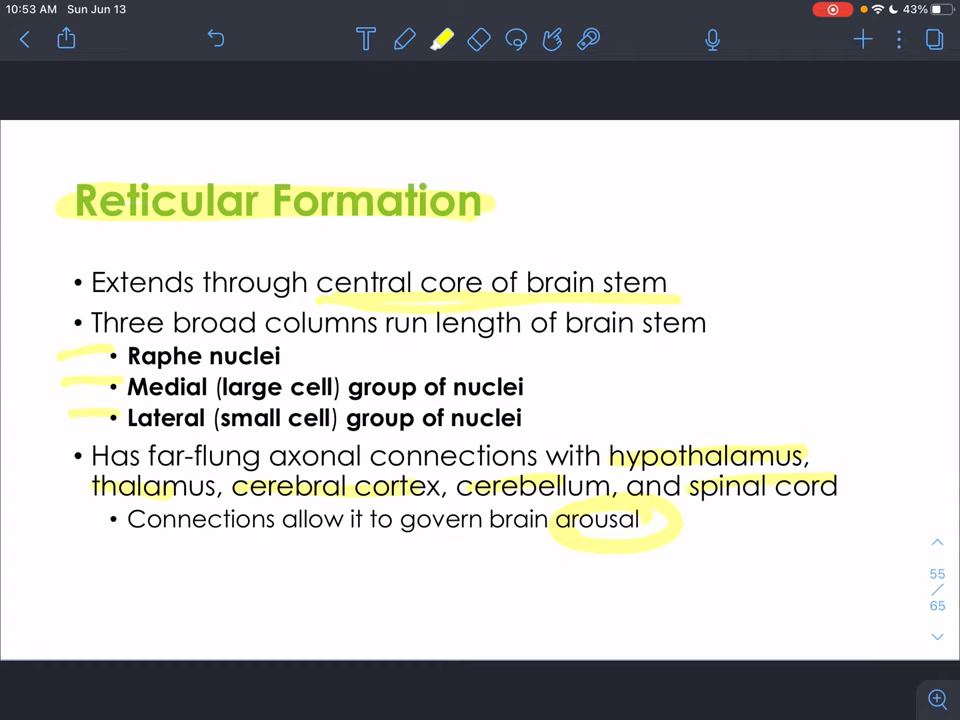 10:53 AM Sun Jun 13 43%
Reticular Formation
• Extends through central core of brain stem
• Three broad columns run length of brain stem
• Raphe nuclei
• Medial (large cell) group of nuclei
• Lateral (small cell) group of nuclei
• Has far-flung axonal connections with hypothalamus,
thalamus, cerebral cortex, cerebellum, and spinal cord
• Connections allow it to govern brain arousal
55
/
65